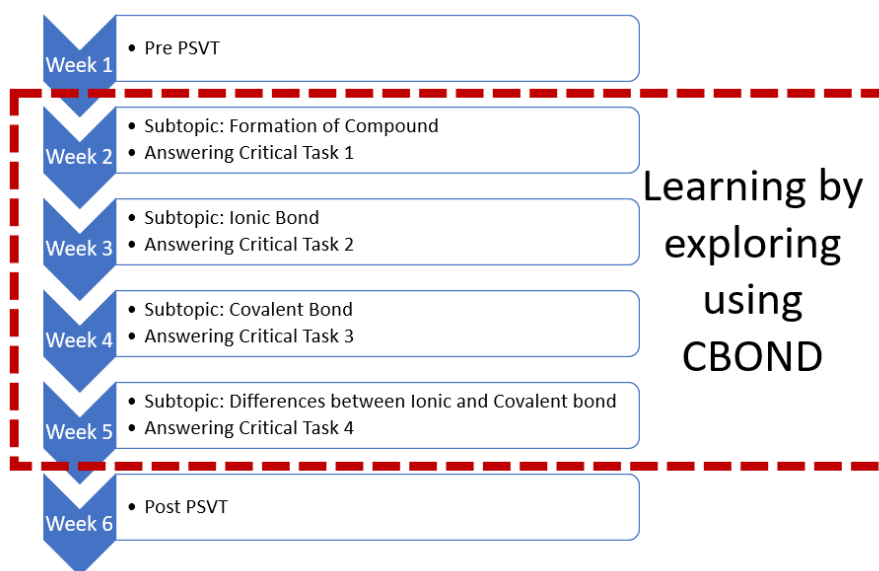 Week 1
• Pre PSVT
Week 2
• Subtopic: Formation of Compound
• Answering Critical Task 1
Week 3
• Subtopic: Ionic Bond
• Answering Critical Task 2
Week 4
• Subtopic: Covalent Bond
• Answering Critical Task 3
Week 5
• Subtopic: Differences between Ionic and Covalent bond
• Answering Critical Task 4
Week 6
• Post PSVT
Learning by
exploring
using
CBOND